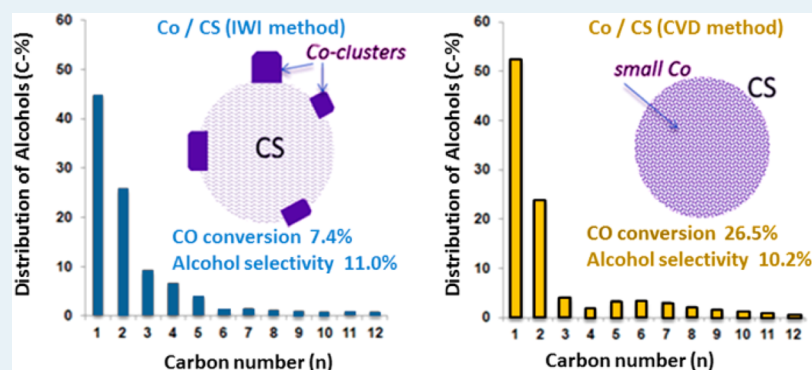 Co / CS (IWI method)
Co-clusters
CS
CO conversion 7.4%
Alcohol selectivity 11.0%
Distribution of Alcohols (C-%)
60
50
40
30
20
10
0
1 2 3 4 5 6 7 8 9 10 11 12
Carbon number (n)
Co / CS (CVD method)
small Co
CS
CO conversion 26.5%
Alcohol selectivity 10.2%
Distribution of Alcohols (C-%)
60
50
40
30
20
10
0
1 2 3 4 5 6 7 8 9 10 11 12
Carbon number (n)